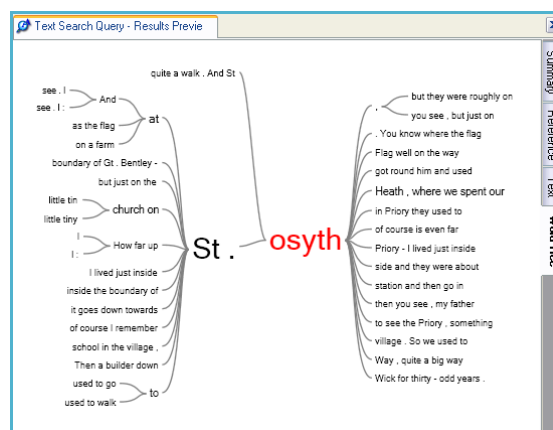 Text Search Query - Results Previe
quite a walk . And St
see . I
see . I :
And
as the flag
on a farm
at
boundary of Gt . Bentley -
but just on the
little tin
little tiny
church on
I
I :
How far up
I lived just inside
inside the boundary of
it goes down towards
of course I remember
school in the village ,
Then a builder down
used to go
used to walk
to
St .
osyth
,
but they were roughly on
you see , but just on
. You know where the flag
Flag well on the way
got round him and used
Heath , where we spent our
in Priory they used to
of course is even far
Priory - I lived just inside
side and they were about
station and then go in
then you see , my father
to see the Priory , something
village . So we used to
Way , quite a big way
Wick for thirty - odd years .
Summary
Reference
Text